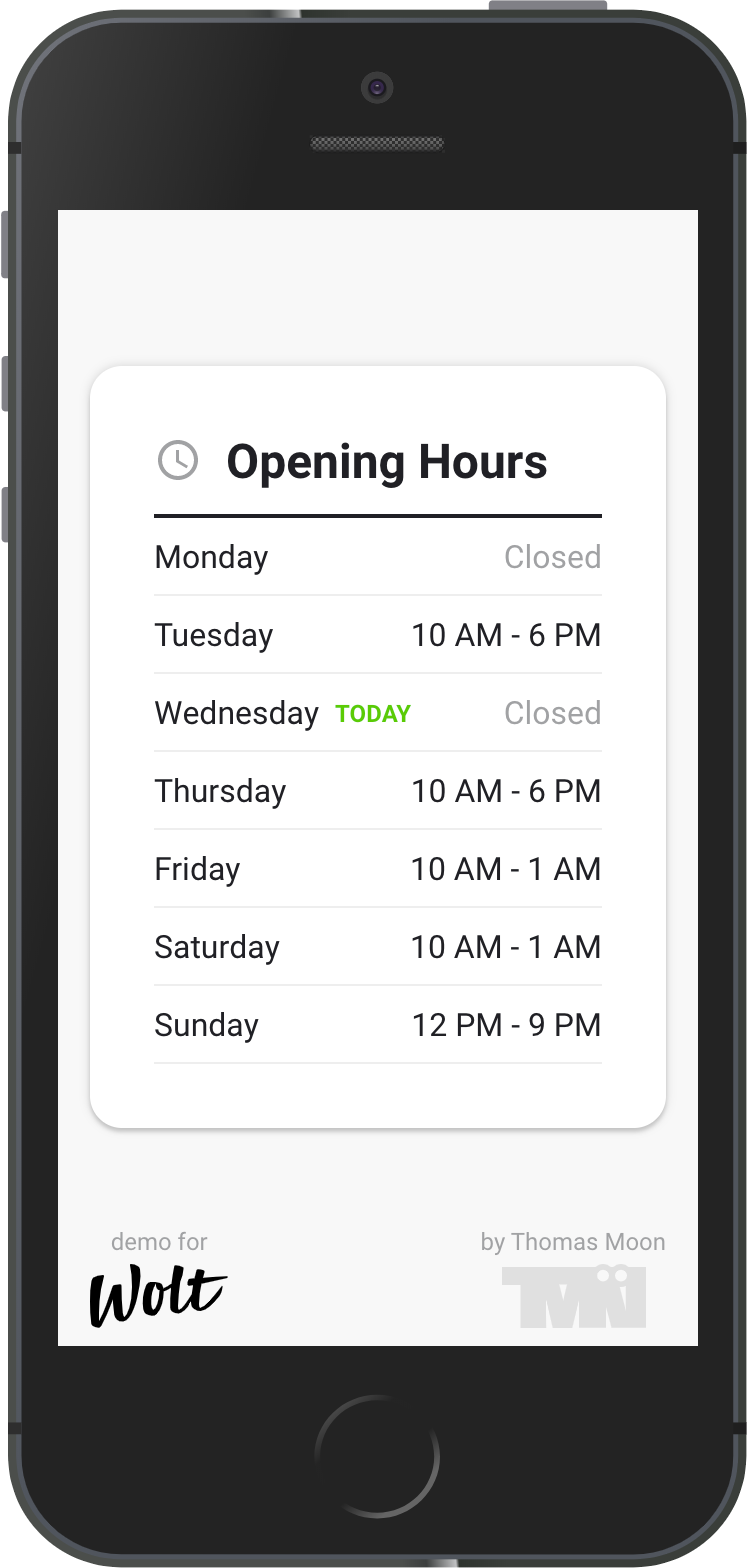 Opening Hours
Monday Closed
Tuesday 10 AM - 6 PM
Wednesday TODAY Closed
Thursday 10 AM - 6 PM
Friday 10 AM - 1 AM
Saturday 10 AM - 1 AM
Sunday 12 PM - 9 PM
demo for by Thomas Moon
Wolt TMN